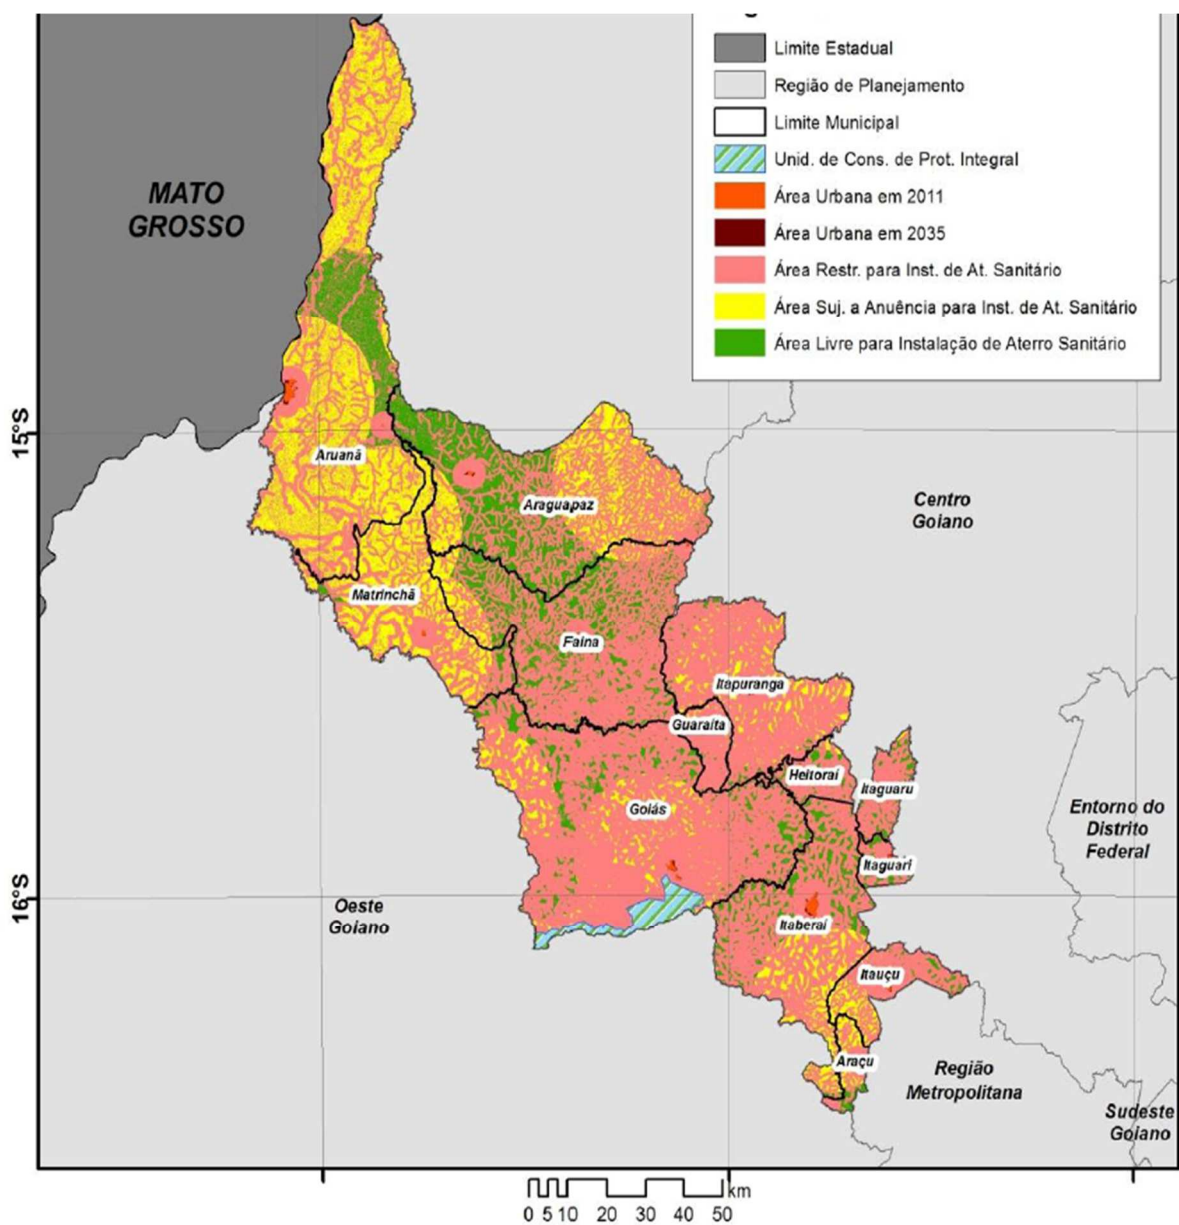 Limite Estadual
Região de Planejamento
Limite Municipal
Unid. de Cons. de Prot. Integral
Área Urbana em 2011
Área Urbana em 2035
Área Restr. para Inst. de At. Sanitário
Área Suj. a Anuência para Inst. de At. Sanitário
Área Livre para Instalação de Aterro Sanitário
MATO
GROSSO
15°S
Aruanã
Araguapaz
Centro
Goiano
Matrinchã
Faina
Itapuranga
Guaraíta
Heitoraí
Itaguaru
Goiás
Entorno do
Distrito
Federal
Itaguari
16°S
Oeste
Goiano
Itaberaí
Itauçu
Araçu
Região
Metropolitana
Sudeste
Goiano
km
0 5 10 20 30 40 50